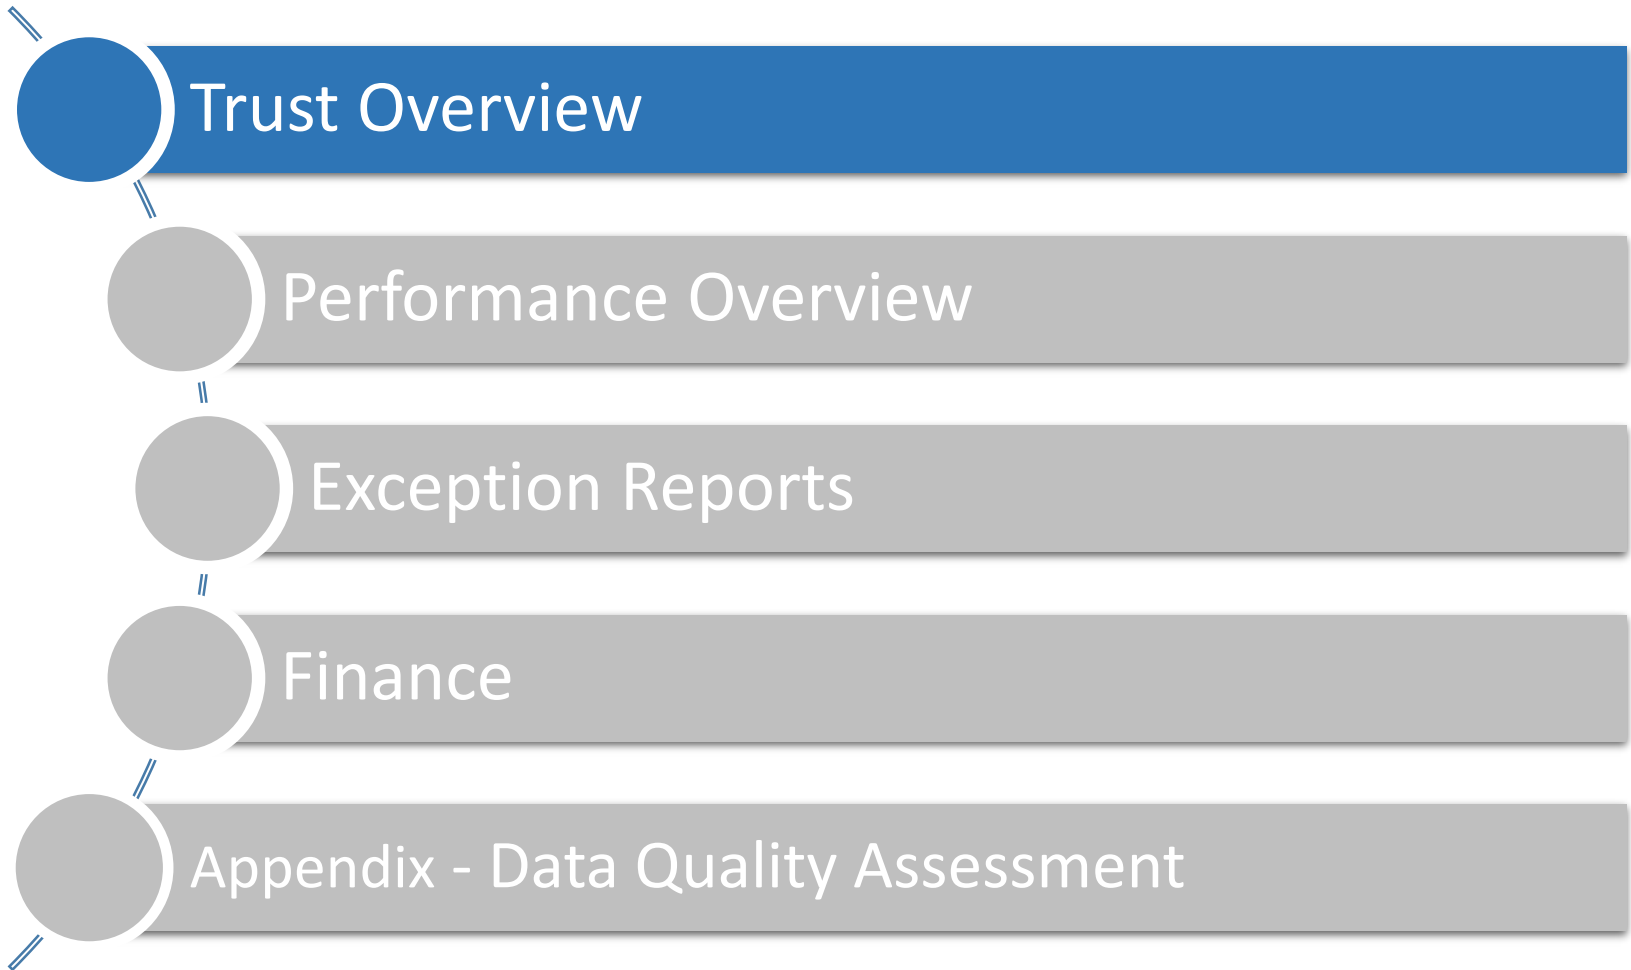 Trust Overview
Performance Overview
Exception Reports
Finance
Appendix - Data Quality Assessment